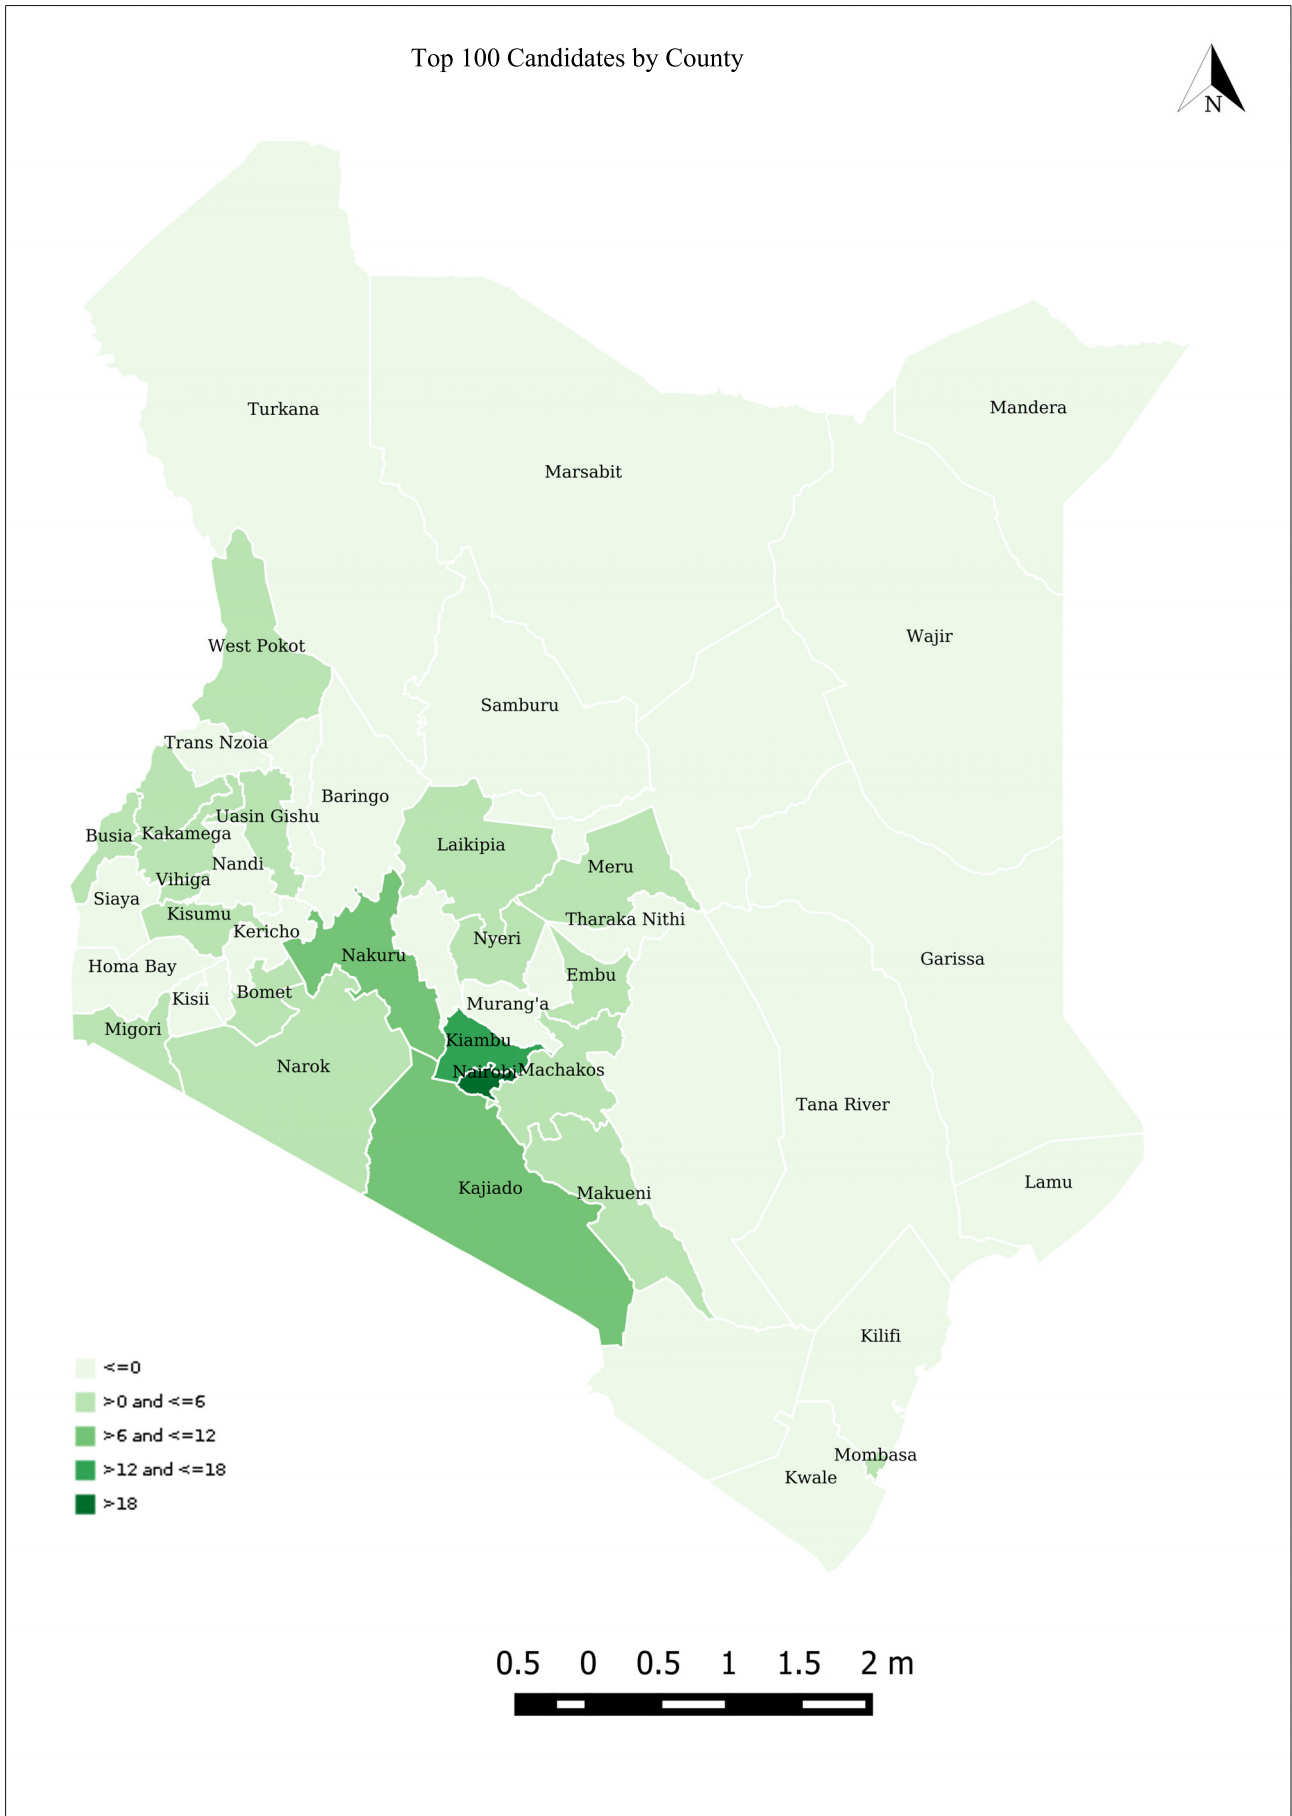 Top 100 Candidates by County
N
Turkana
Mandera
Marsabit
Wajir
West Pokot
Samburu
Trans Nzoia
Baringo
Uasin Gishu
Busia
Kakamega
Laikipia
Nandi
Meru
Vihiga
Siaya
Kisumu
Tharaka Nithi
Kericho
Nyeri
Nakuru
Garissa
Homa Bay
Embu
Bomet
Kisii
Murang'a
Migori
Kiambu
Narok
Nairobi
Machakos
Tana River
Lamu
Kajiado
Makueni
Kilifi
Mombasa
Kwale
<=0
>0 and <=6
>6 and <=12
>12 and <=18
>18
0.5 0 0.5 1 1.5 2 m